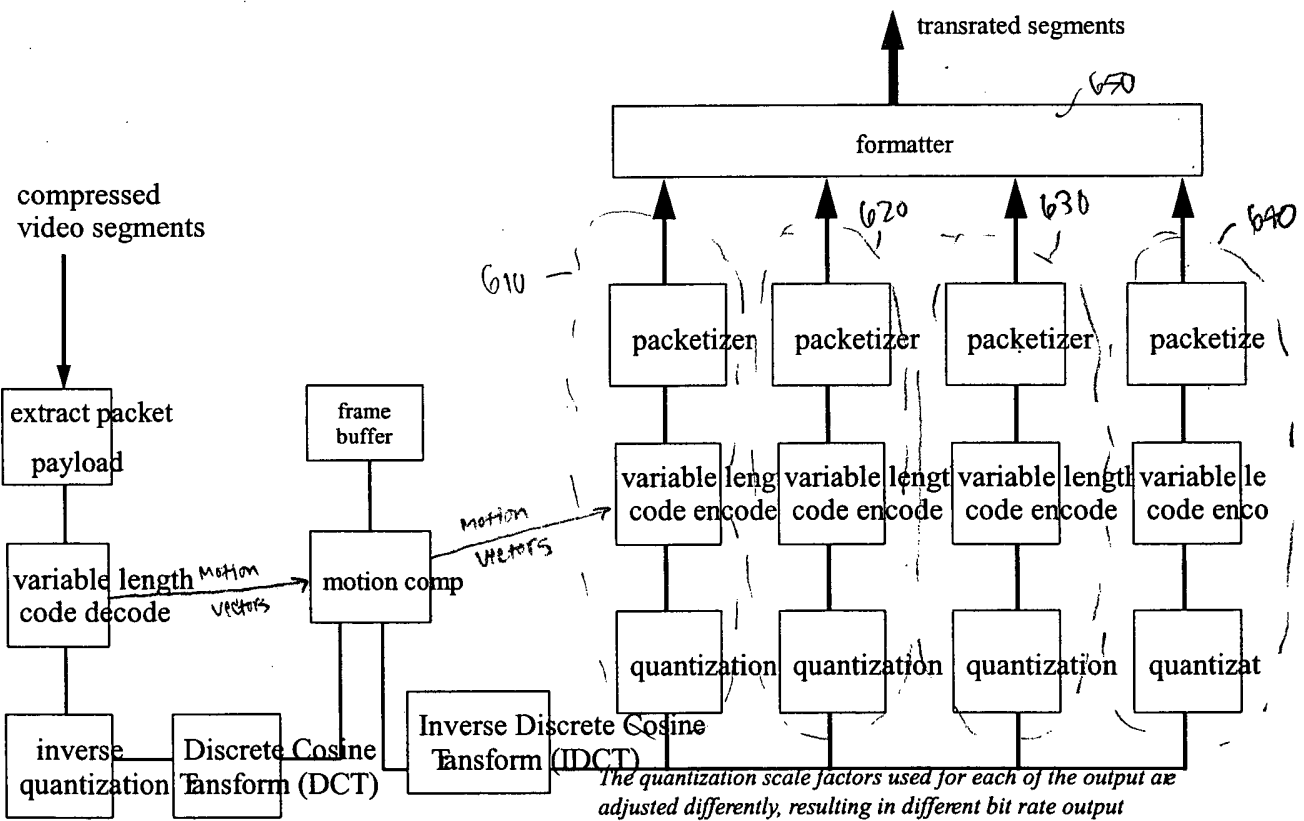 transrated segments
650
formatter
compressed
video segments
610
620
630
640
packetizer
packetizer
packetizer
packetize
extract packet
payload
frame
buffer
variable leng
code encode
variable lengt
code encode
variable length
code encode
variable le
code enco
motion
vectors
variable length
code decode
motion
vectors
motion comp
quantization
quantization
quantization
quantizat
inverse
quantization
Discrete Cosine
Tansform (DCT)
Inverse Discrete Cosine
Tansform (IDCT)
The quantization scale factors used for each of the output are
adjusted differently, resulting in different bit rate output